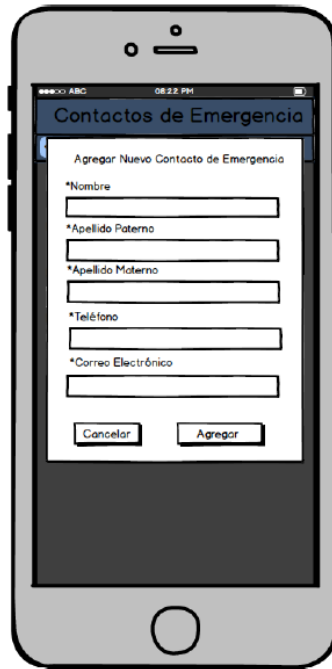 ABC 08:22 PM
Contactos de Emergencia
Agregar Nuevo Contacto de Emergencia
*Nombre
*Apellido Paterno
*Apellido Materno
*Teléfono
*Correo Electrónico
Cancelar Agregar